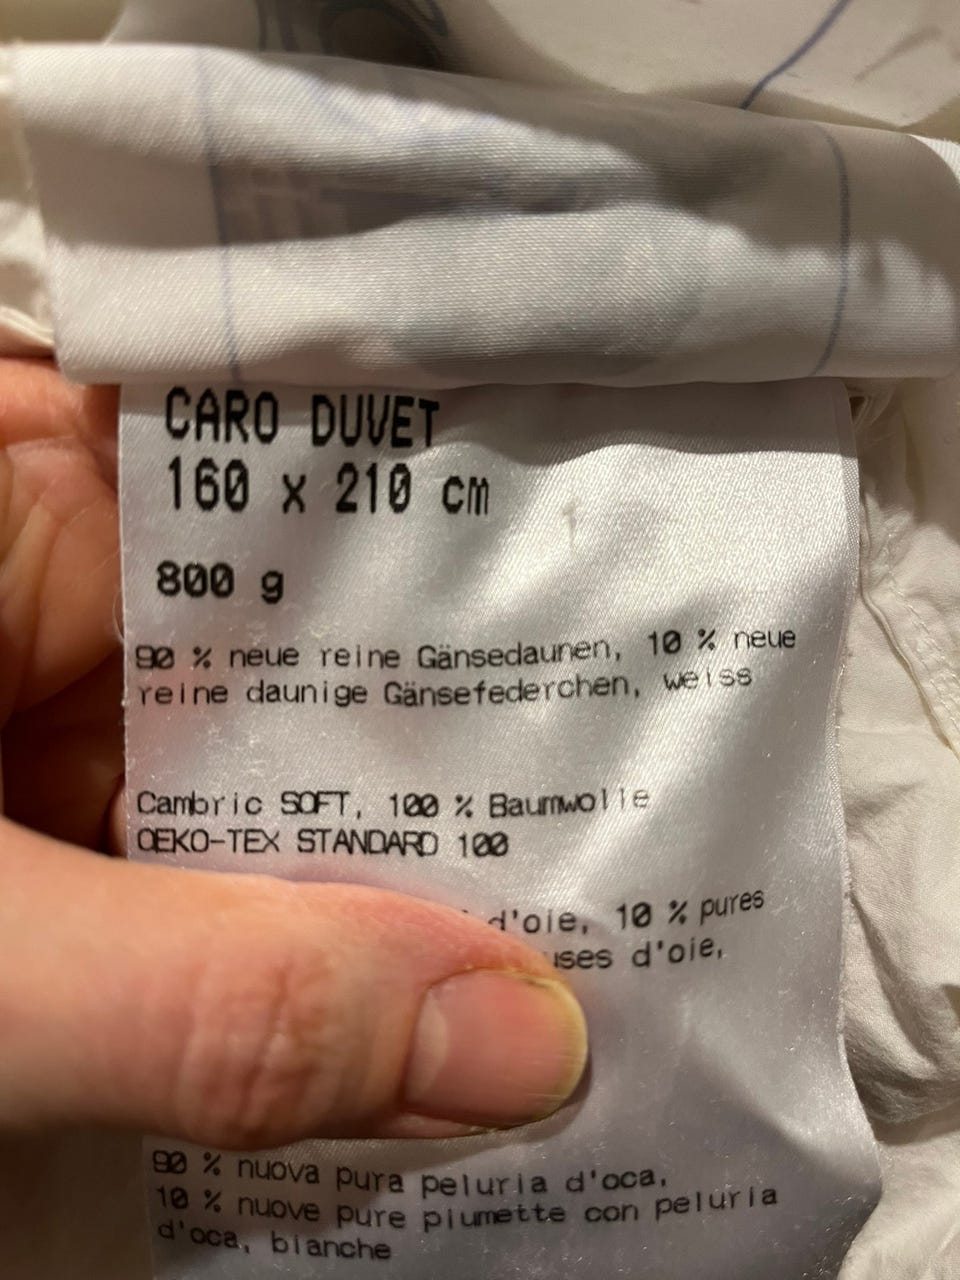 CARO DUVET
160 x 210 cm
800 g
90 % neue reine Gänsedaunen, 10 % neue
reine daunige Gänsefederchen, weiss
Cambric SOFT, 100 % Baumwolle
OEKO-TEX STANDARD 100
d'oie, 10 % pures
d'oie,
90 % nuova pura peluria d'oca,
10 % nuove pure piumette con peluria
d'oca, bianche